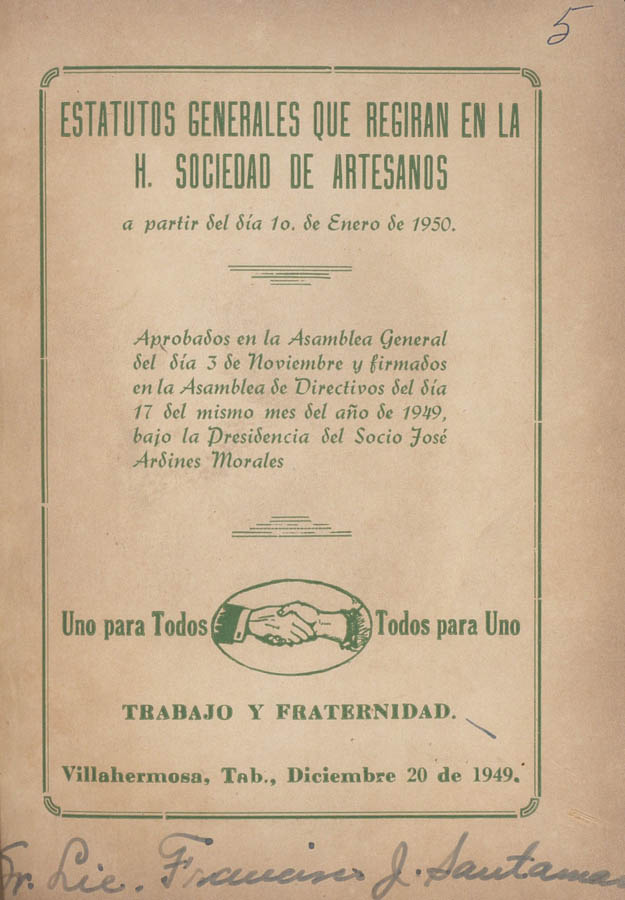 5
ESTATUTOS GENERALES QUE REGIRAN EN LA
H. SOCIEDAD DE ARTESANOS
a partir del día 1o. de Enero de 1950.
Aprobados en la Asamblea General
del día 3 de Noviembre y firmados
en la Asamblea de Directivos del día
17 del mismo mes del año de 1949,
bajo la Presidencia del Socio José
Ardines Morales
Uno para Todos Todos para Uno
TRABAJO Y FRATERNIDAD.
Villahermosa, Tab., Diciembre 20 de 1949.
Sr. Lic. Francisco J. Santamar